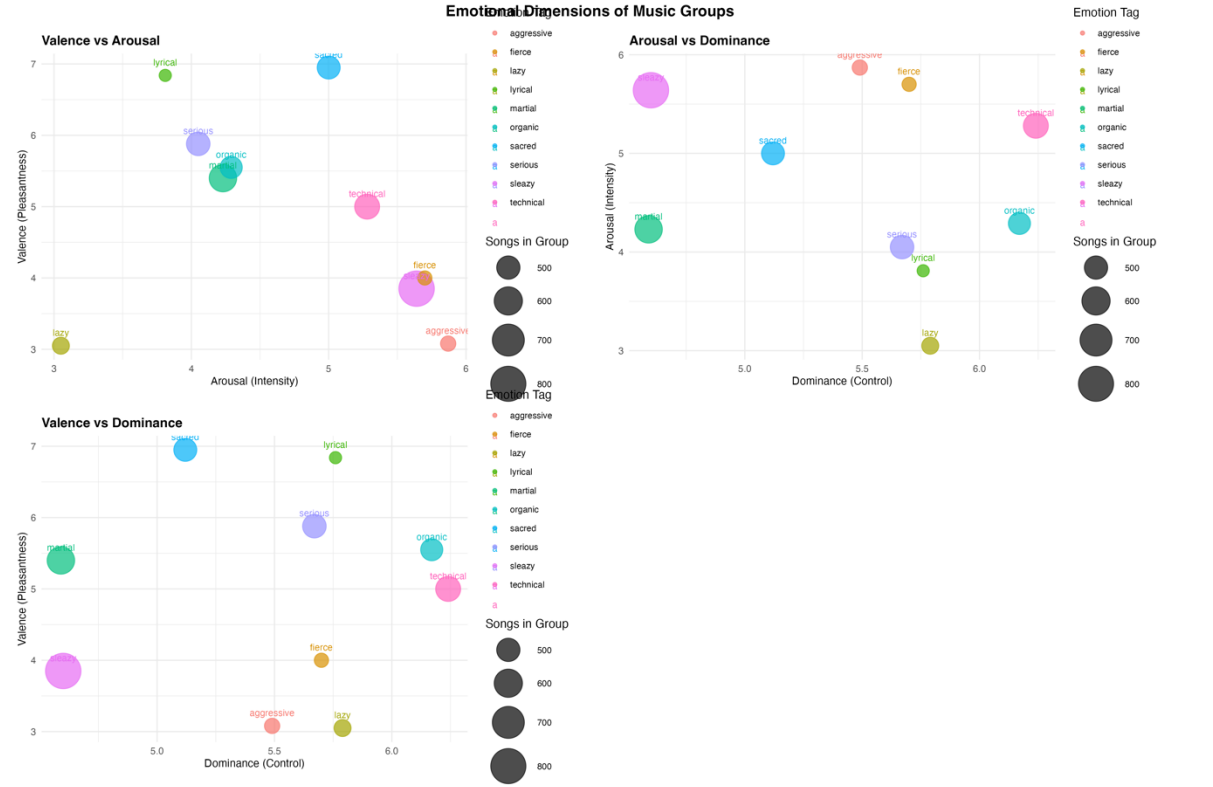 Emotional Dimensions of Music Groups
Valence vs Arousal
Valence (Pleasantness)
7
6
5
4
3
sacred
lyrical
serious
organic
martial
technical
fierce
aggressive
lazy
3
4
5
6
Arousal (Intensity)
Emotion Tag
aggressive
fierce
lazy
lyrical
martial
organic
sacred
serious
sleazy
technical
a
Songs in Group
500
600
700
800
Arousal vs Dominance
Arousal (Intensity)
6
5
4
3
aggressive
fierce
sleazy
technical
sacred
organic
martial
serious
lyrical
lazy
5.0
5.5
6.0
Dominance (Control)
Emotion Tag
aggressive
fierce
lazy
lyrical
martial
organic
sacred
serious
sleazy
technical
a
Songs in Group
500
600
700
800
Valence vs Dominance
Valence (Pleasantness)
7
6
5
4
3
sacred
lyrical
serious
organic
martial
technical
fierce
sleazy
aggressive
lazy
5.0
5.5
6.0
Dominance (Control)
Emotion Tag
aggressive
fierce
lazy
lyrical
martial
organic
sacred
serious
sleazy
technical
a
Songs in Group
500
600
700
800